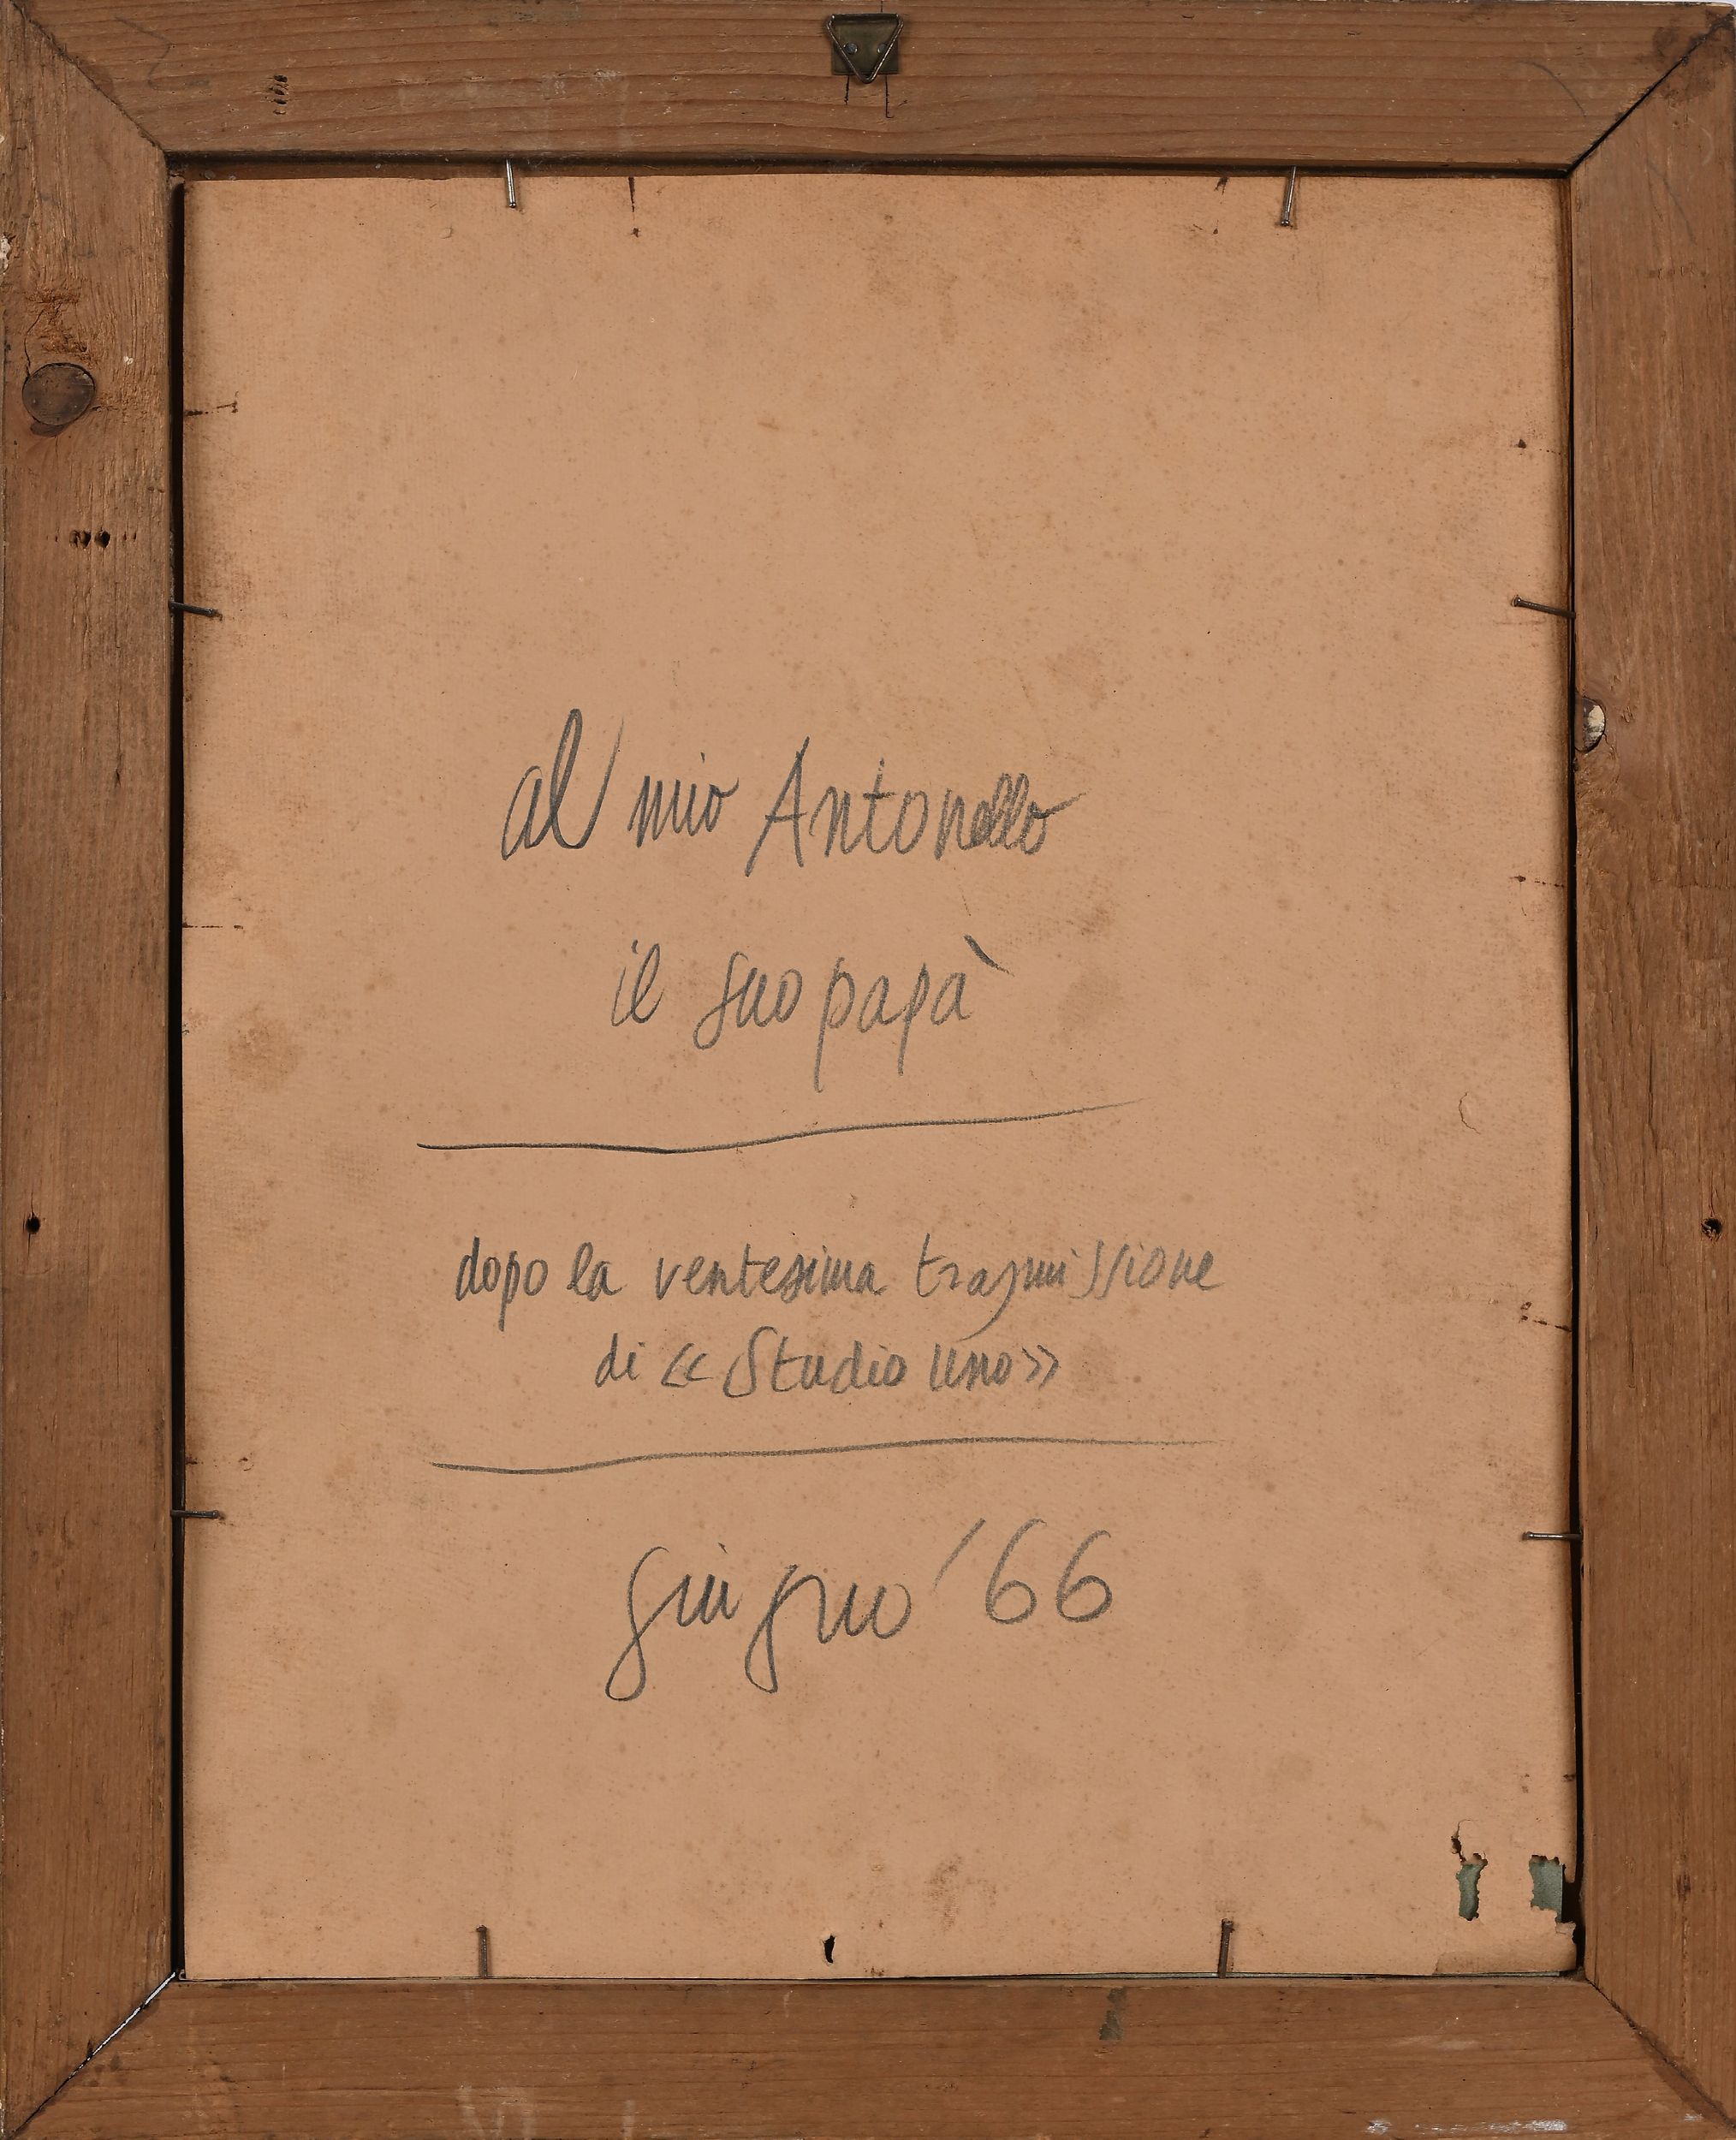 al mio Antonello
il suo papà
dopo la ventesima trasmissione
di «Studio Uno»
giugno '66